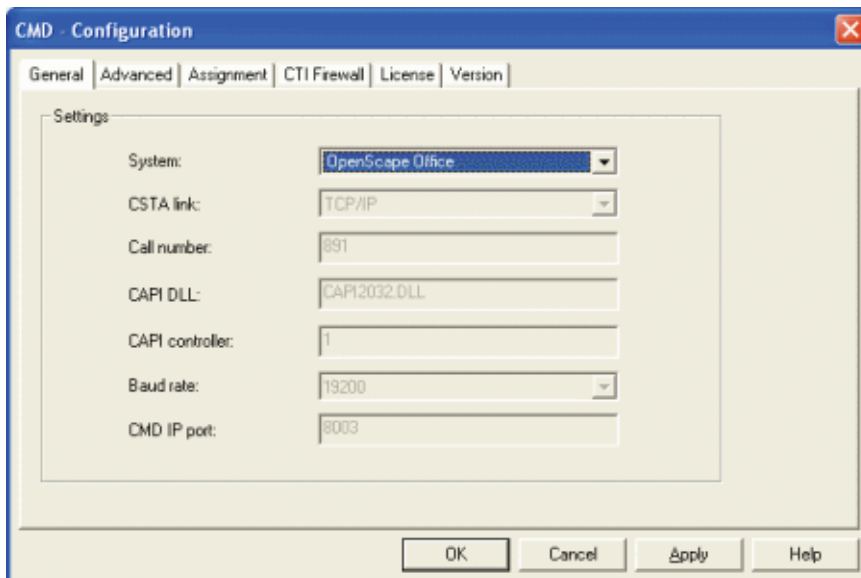 CMD - Configuration
General Advanced Assignment CTI Firewall License Version
Settings
System: OpenScape Office
CSTA link: TCP/IP
Call number: 891
CAPI DLL: CAPI2032.DLL
CAPI controller: 1
Baud rate: 19200
CMD IP port: 8003
OK Cancel Apply Help